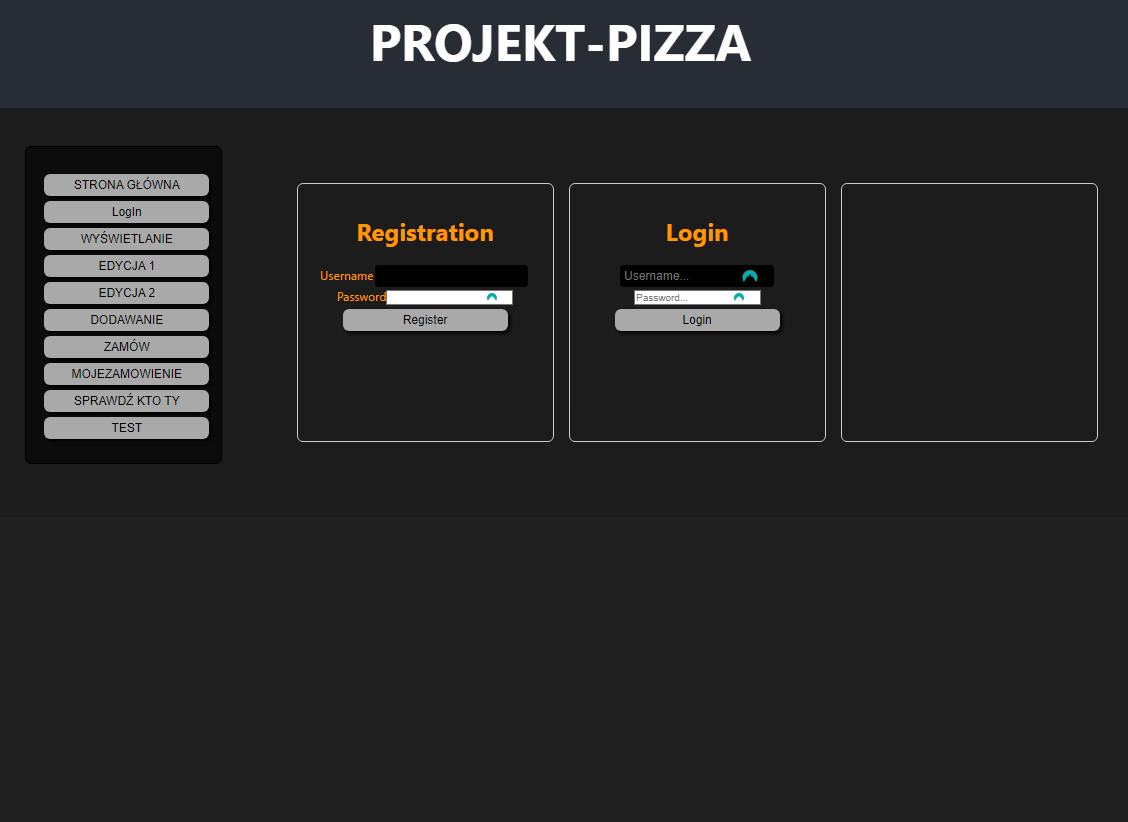 PROJEKT-PIZZA
STRONA GŁÓWNA
LogIn
WYŚWIETLANIE
EDYCJA 1
EDYCJA 2
DODAWANIE
ZAMÓW
MOJEZAMOWIENIE
SPRAWDŹ KTO TY
TEST
Registration
Username
Password
Register
Login
Username...
Password...
Login